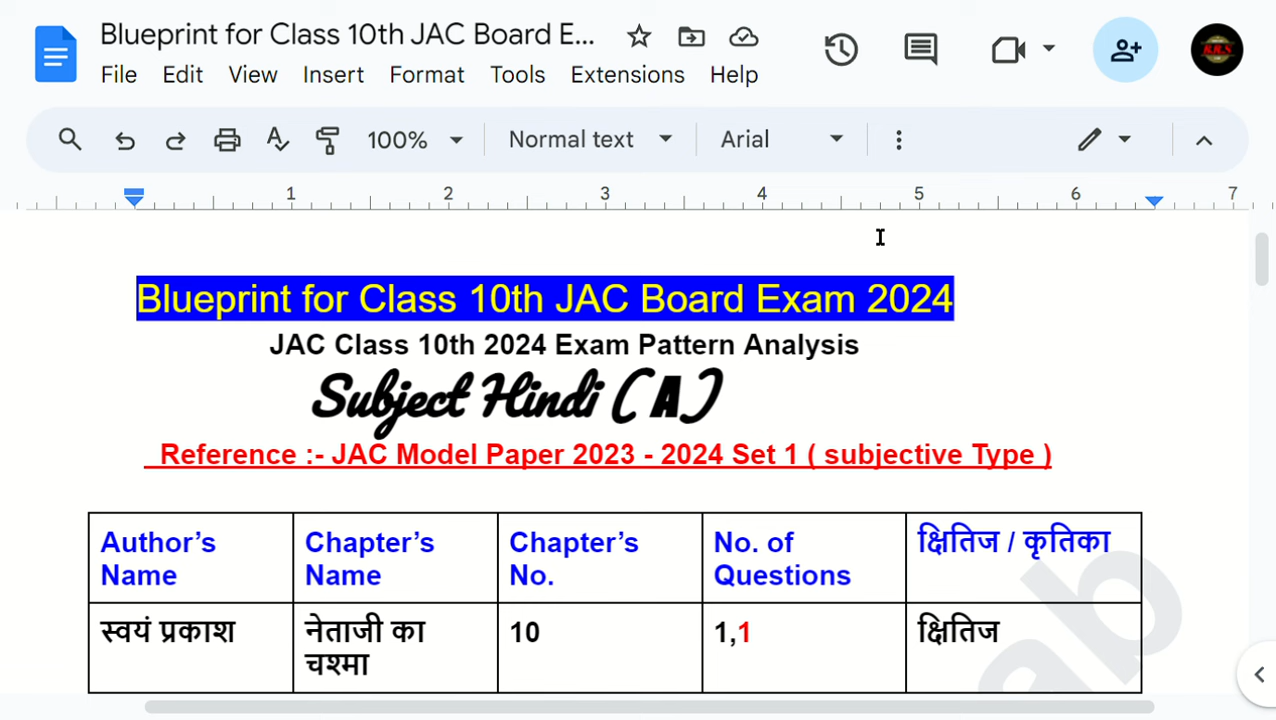 Blueprint for Class 10th JAC Board E...
File Edit View Insert Format Tools Extensions Help
100% Normal text Arial
1 2 3 4 5 6 7
Blueprint for Class 10th JAC Board Exam 2024
JAC Class 10th 2024 Exam Pattern Analysis
Subject Hindi ( A )
Reference :- JAC Model Paper 2023 - 2024 Set 1 ( subjective Type )
Author’s Name
Chapter’s Name
Chapter’s No.
No. of Questions
क्षितिज / कृतिका
स्वयं प्रकाश
नेताजी का चश्मा
10
1,1
क्षितिज